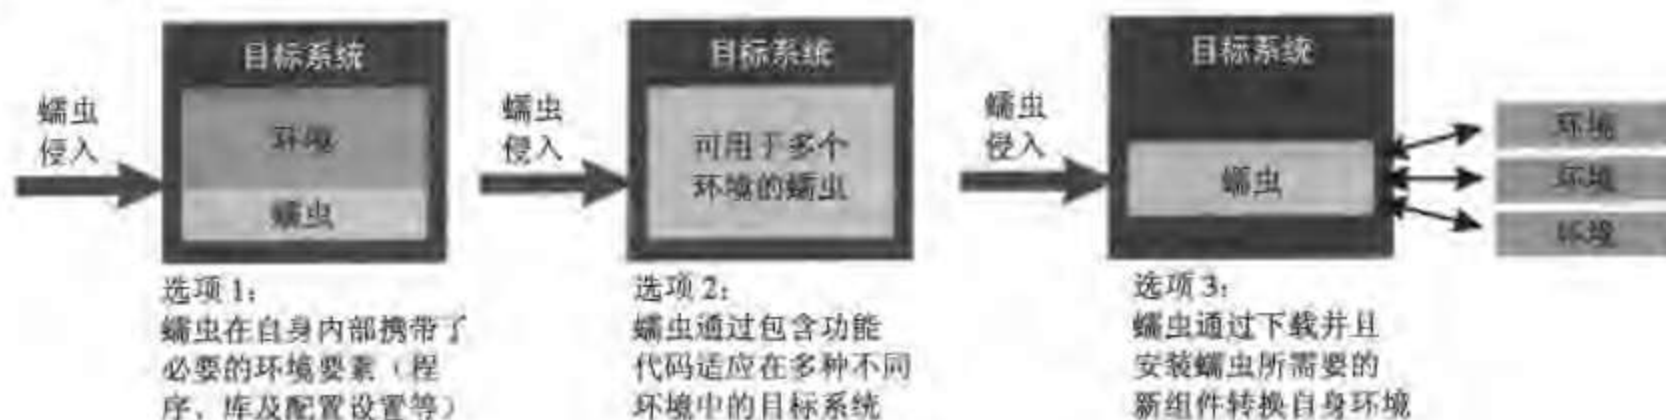 蠕虫
侵入
目标系统
环境
蠕虫
选项 1：
蠕虫在自身内部携带了
必要的环境要素（程
序、库及配置设置等）
蠕虫
侵入
目标系统
可用于多个
环境的蠕虫
选项 2：
蠕虫通过包含功能
代码适应在多种不同
环境中的目标系统
蠕虫
侵入
目标系统
蠕虫
环境
环境
环境
选项 3：
蠕虫通过下载并且
安装蠕虫所需要的
新组件转换自身环境